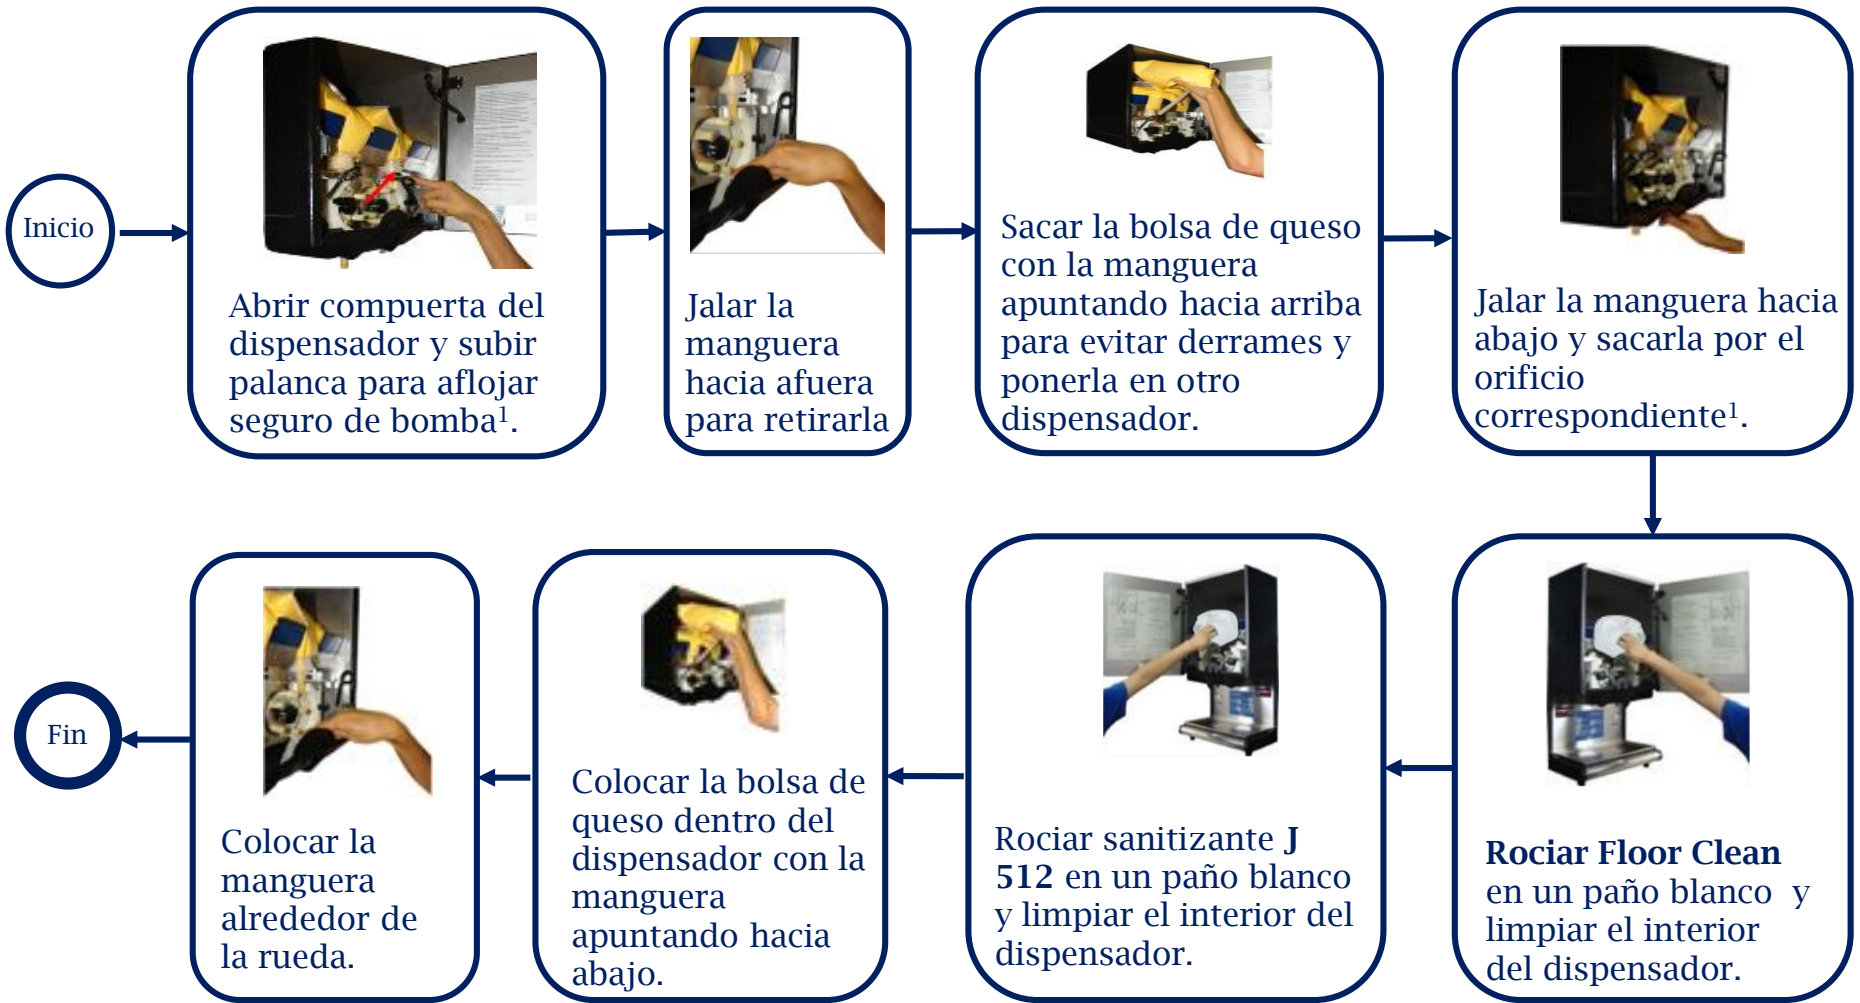 Inicio
Abrir compuerta del
dispensador y subir
palanca para aflojar
seguro de bomba¹.
Jalar la
manguera
hacia afuera
para retirarla
Sacar la bolsa de queso
con la manguera
apuntando hacia arriba
para evitar derrames y
ponerla en otro
dispensador.
Jalar la manguera hacia
abajo y sacarla por el
orificio
correspondiente¹.
Rociar Floor Clean
en un paño blanco y
limpiar el interior
del dispensador.
Rociar sanitizante J
512 en un paño blanco
y limpiar el interior del
dispensador.
Colocar la bolsa de
queso dentro del
dispensador con la
manguera
apuntando hacia
abajo.
Colocar la
manguera
alrededor de
la rueda.
Fin